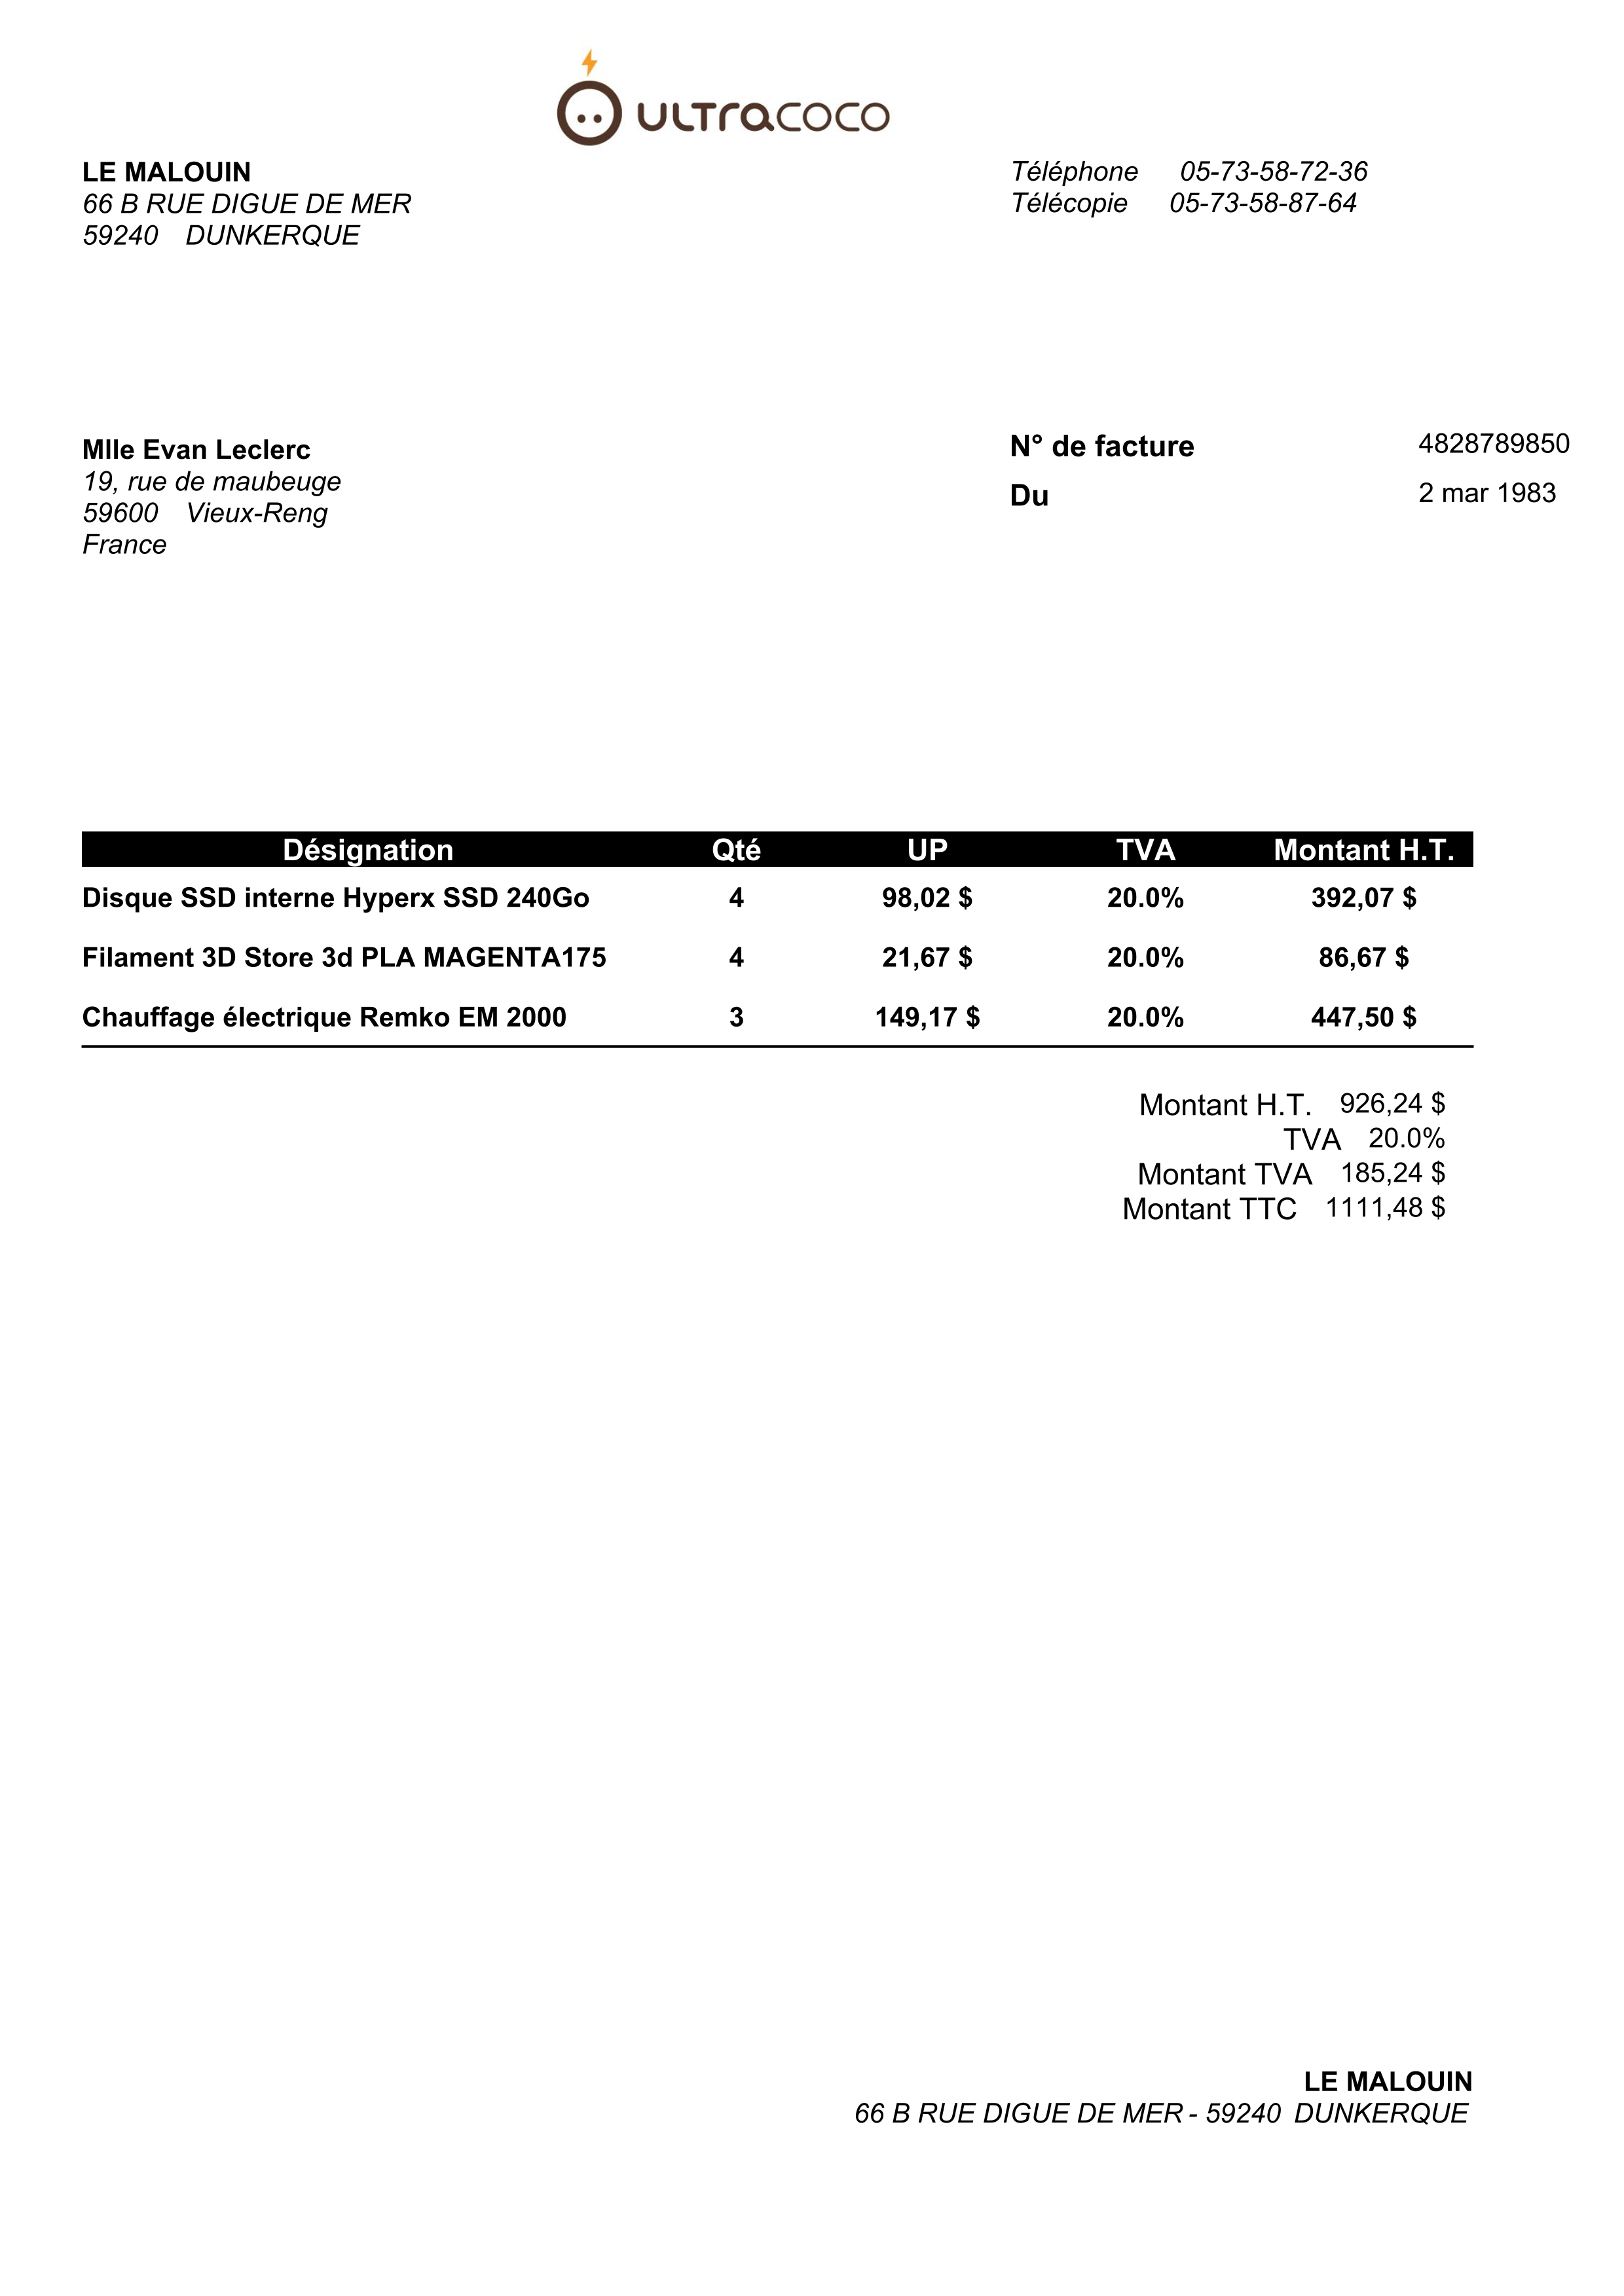 ULTRACOCO
LE MALOUIN
66 B RUE DIGUE DE MER
59240 DUNKERQUE
Téléphone 05-73-58-72-36
Télécopie 05-73-58-87-64
Mlle Evan Leclerc
19, rue de maubeuge
59600 Vieux-Reng
France
N° de facture 4828789850
Du 2 mar 1983
Désignation Qté UP TVA Montant H.T.
Disque SSD interne Hyperx SSD 240Go 4 98,02 $ 20.0% 392,07 $
Filament 3D Store 3d PLA MAGENTA175 4 21,67 $ 20.0% 86,67 $
Chauffage électrique Remko EM 2000 3 149,17 $ 20.0% 447,50 $
Montant H.T. 926,24 $
TVA 20.0%
Montant TVA 185,24 $
Montant TTC 1111,48 $
LE MALOUIN
66 B RUE DIGUE DE MER - 59240 DUNKERQUE